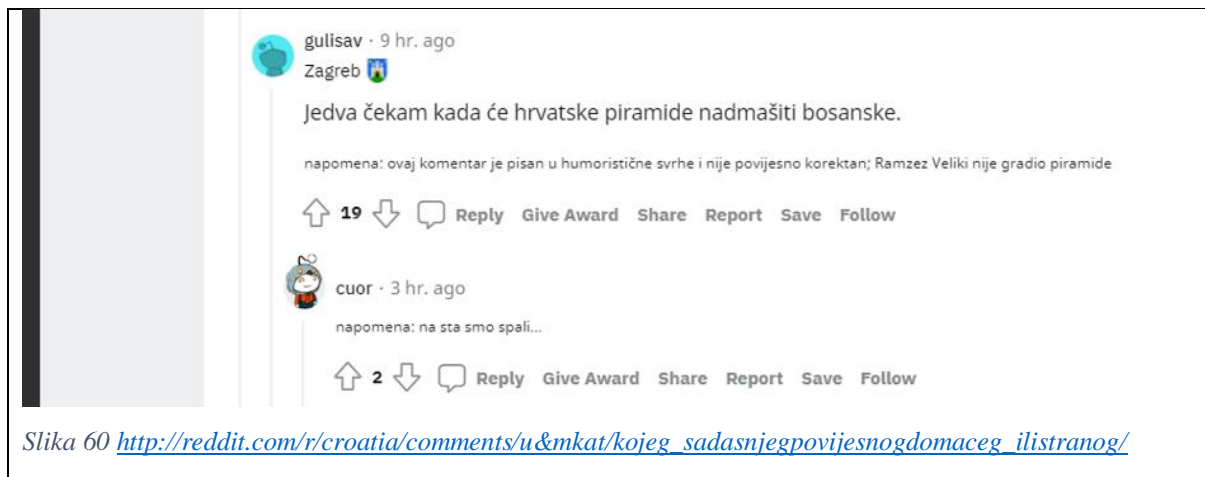 gulisav · 9 hr. ago
Zagreb
Jedva čekam kada će hrvatske piramide nadmašiti bosanske.
napomena: ovaj komentar je pisan u humoristične svrhe i nije povijesno korektan; Ramzez Veliki nije gradio piramide
19 Reply Give Award Share Report Save Follow
cuor · 3 hr. ago
napomena: na sta smo spali...
2 Reply Give Award Share Report Save Follow
Slika 60 http://reddit.com/r/croatia/comments/u&mkat/kojeg_sadasnjegpovijesnogdomaceg_ilistranog/